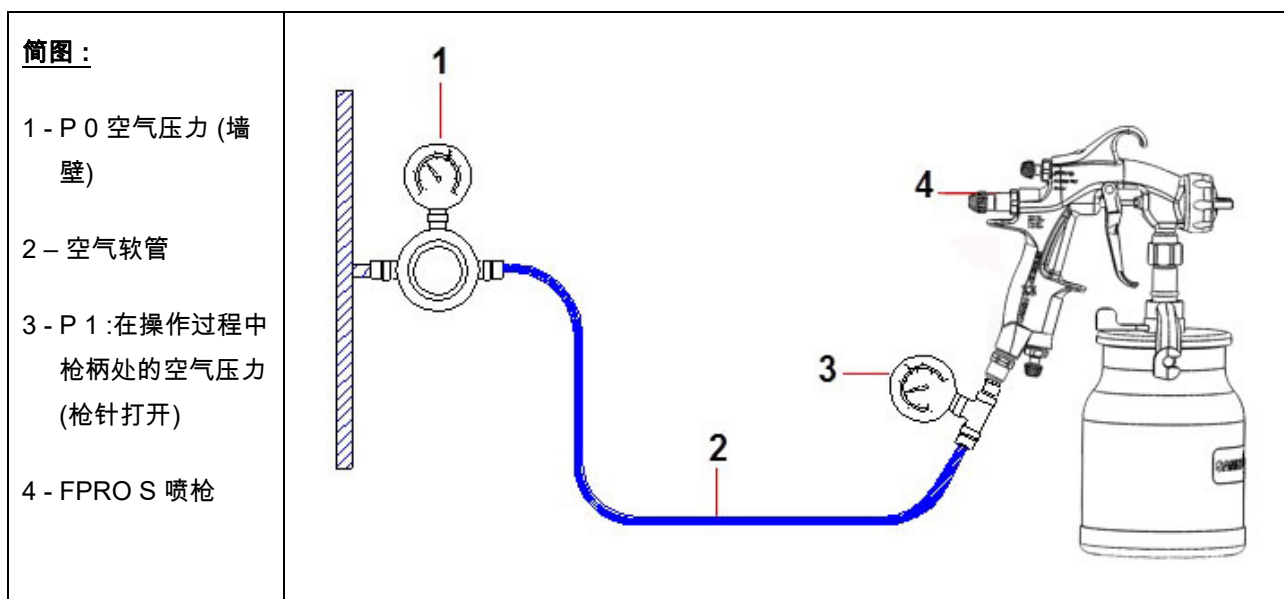 简图 :
1 - P 0 空气压力 (墙
壁)
2 – 空气软管
3 - P 1 :在操作过程中
枪柄处的空气压力
(枪针打开)
4 - FPRO S 喷枪
1
4
3
2